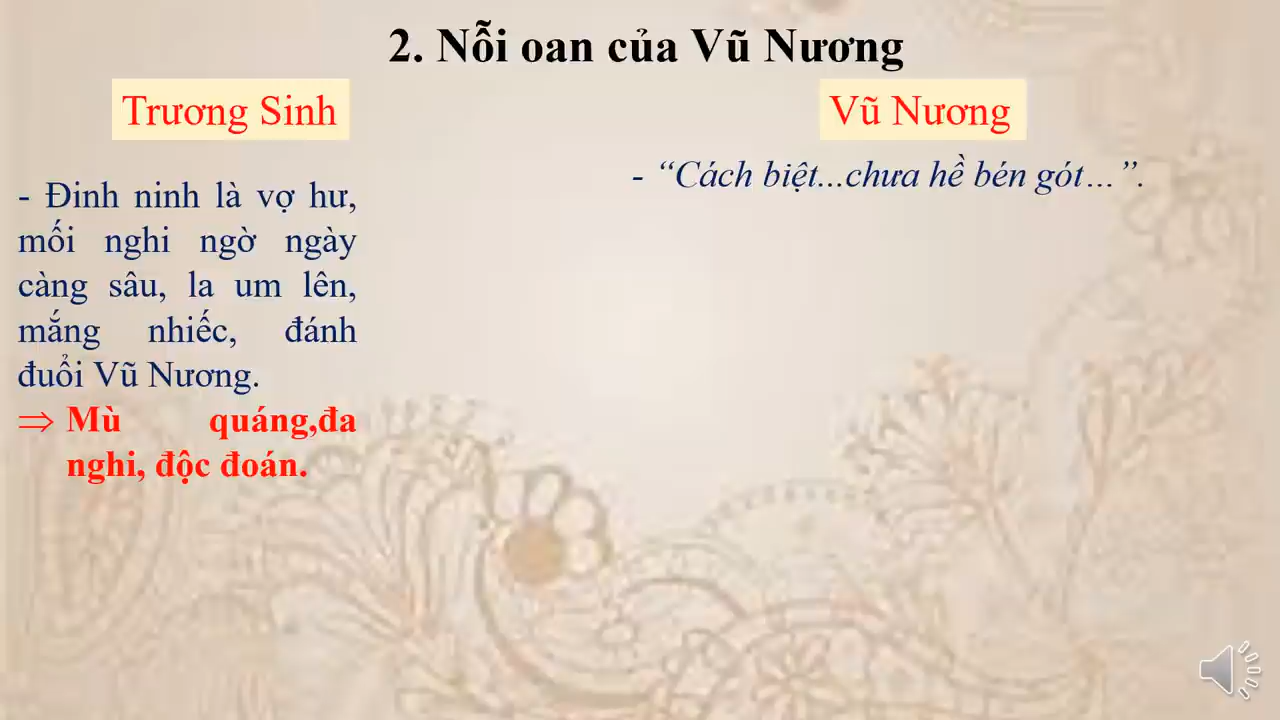 2. Nỗi oan của Vũ Nương
Trương Sinh
- Đinh ninh là vợ hư,
mối nghi ngờ ngày
càng sâu, la um lên,
mắng nhiếc, đánh
đuổi Vũ Nương.
⇒ Mù quáng,đa
nghi, độc đoán.
Vũ Nương
- “Cách biệt...chưa hề bén gót…”.